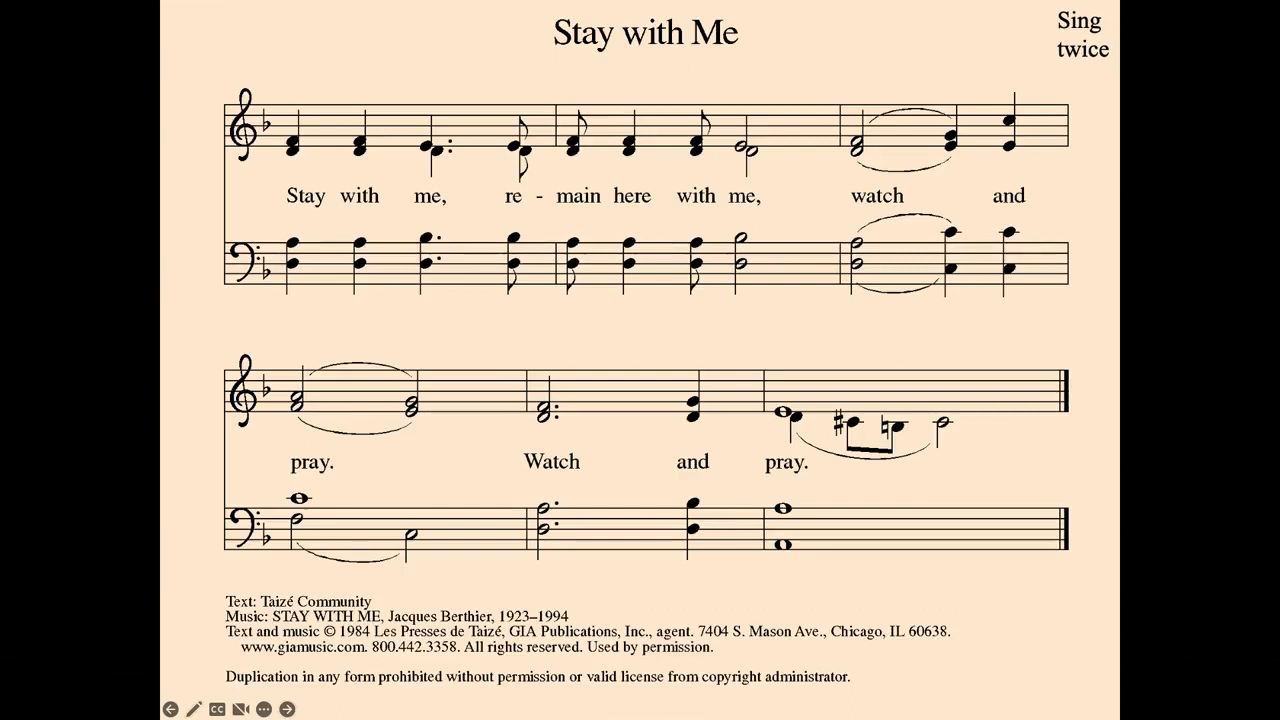 Stay with Me
Sing
twice
Stay with me, re - main here with me, watch and
pray. Watch and pray.
Text: Taizé Community
Music: STAY WITH ME, Jacques Berthier, 1923–1994
Text and music © 1984 Les Presses de Taizé, GIA Publications, Inc., agent. 7404 S. Mason Ave., Chicago, IL 60638.
www.giamusic.com. 800.442.3358. All rights reserved. Used by permission.
Duplication in any form prohibited without permission or valid license from copyright administrator.
CC